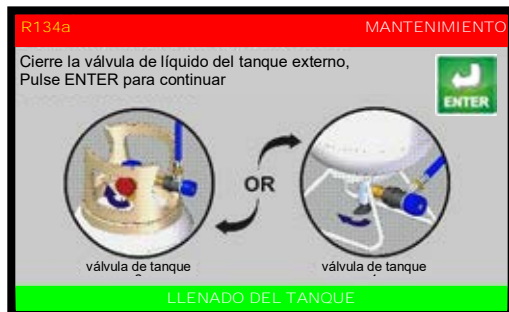 R134a
MANTENIMIENTO
Cierre la válvula de líquido del tanque externo,
Pulse ENTER para continuar
ENTER
OR
válvula de tanque
válvula de tanque
LLENADO DEL TANQUE